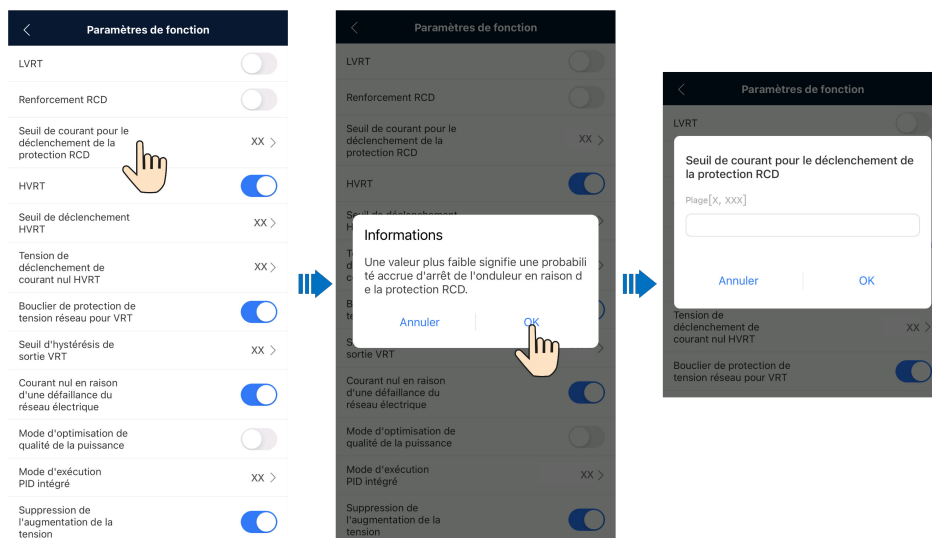 Paramètres de fonction
LVRT
Renforcement RCD
Seuil de courant pour le
déclenchement de la
protection RCD
XX
HVRT
Seuil de déclenchement
HVRT
XX
Tension de
déclenchement de
courant nul HVRT
XX
Bouclier de protection de
tension réseau pour VRT
Seuil d'hystérésis de
sortie VRT
XX
Courant nul en raison
d'une défaillance du
réseau électrique
Mode d'optimisation de
qualité de la puissance
Mode d'exécution
PID intégré
XX
Suppression de
l'augmentation de la
tension
Paramètres de fonction
LVRT
Renforcement RCD
Seuil de courant pour le
déclenchement de la
protection RCD
XX
HVRT
Informations
Une valeur plus faible signifie une probabili
té accrue d'arrêt de l'onduleur en raison d
e la protection RCD.
Annuler
OK
sortie VRT
Courant nul en raison
d'une défaillance du
réseau électrique
Mode d'optimisation de
qualité de la puissance
Mode d'exécution
PID intégré
XX
Suppression de
l'augmentation de la
tension
Paramètres de fonction
LVRT
Seuil de courant pour le déclenchement de
la protection RCD
Plage[X, XXX]
Annuler
OK
Tension de
déclenchement de
courant nul HVRT
XX
Bouclier de protection de
tension réseau pour VRT